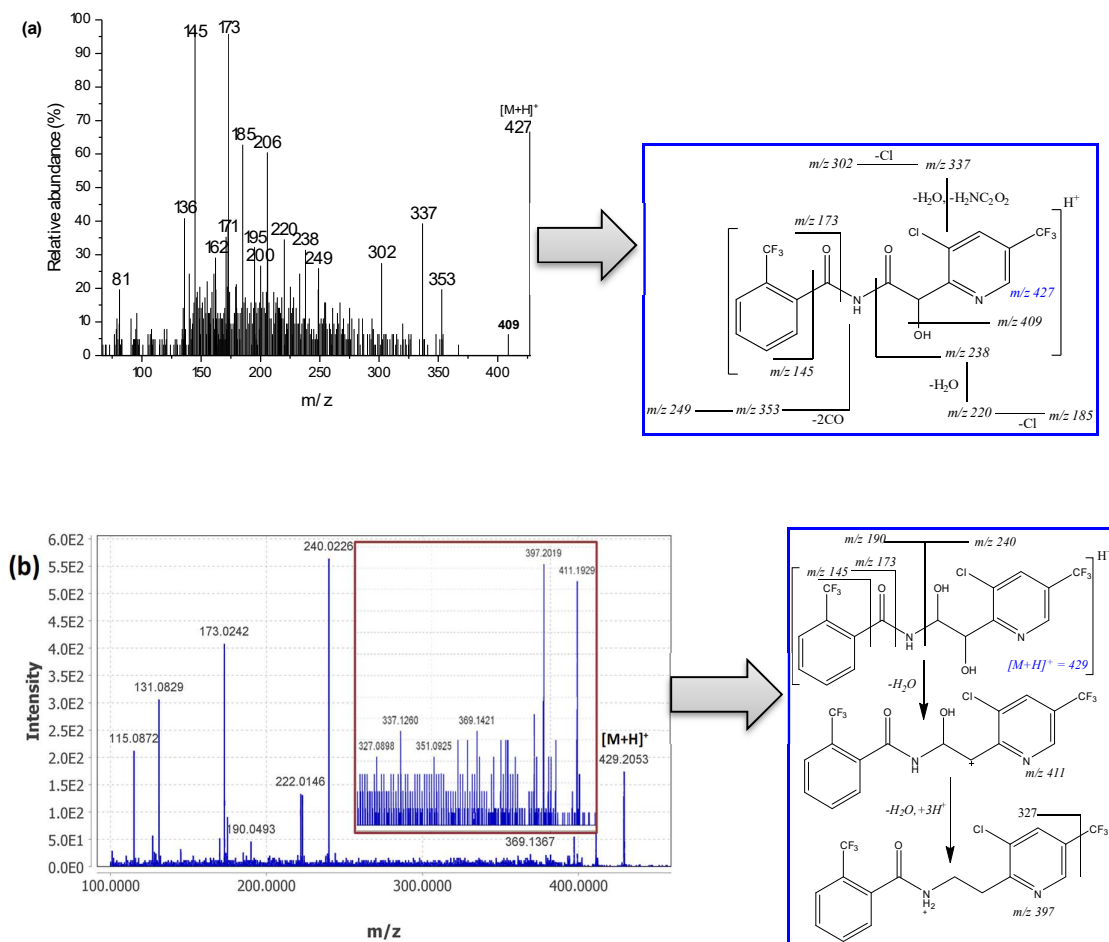 (a)
100
90
80
70
60
50
40
30
20
10
0
Relative abundance (%)
145
173
[M+H]+
427
185
206
136
171
195
162
200
220
238
249
337
302
353
81
409
100
150
200
250
300
350
400
m/z
m/z 302
-Cl
m/z 337
-H2O, -H2NC2O2
H+
m/z 173
CF3
O
N
H
O
Cl
CF3
N
m/z 427
OH
m/z 409
m/z 145
m/z 238
-H2O
m/z 249
m/z 353
-2CO
m/z 220
-Cl
m/z 185
(b)
6.0E2
5.5E2
5.0E2
4.5E2
4.0E2
3.5E2
3.0E2
2.5E2
2.0E2
1.5E2
1.0E2
5.0E1
0.0E0
Intensity
240.0226
173.0242
131.0829
115.0872
222.0146
190.0493
397.2019
411.1929
337.1260
369.1421
327.0898
351.0925
[M+H]+
429.2053
369.1367
100.0000
200.0000
300.0000
400.0000
m/z
m/z 190
m/z 240
m/z 173
m/z 145
CF3
O
N
H
OH
OH
Cl
CF3
N
[M+H]+ = 429
-H2O
CF3
O
N
H
OH
+
Cl
CF3
N
m/z 411
-H2O, +3H+
327
CF3
O
N
H2
+
Cl
CF3
N
m/z 397